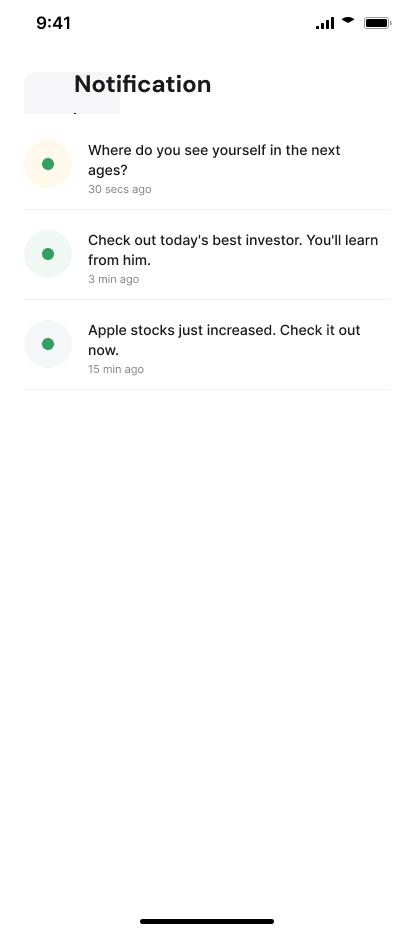 9:41
Notification
Where do you see yourself in the next
ages?
30 secs ago
Check out today's best investor. You'll learn
from him.
3 min ago
Apple stocks just increased. Check it out
now.
15 min ago